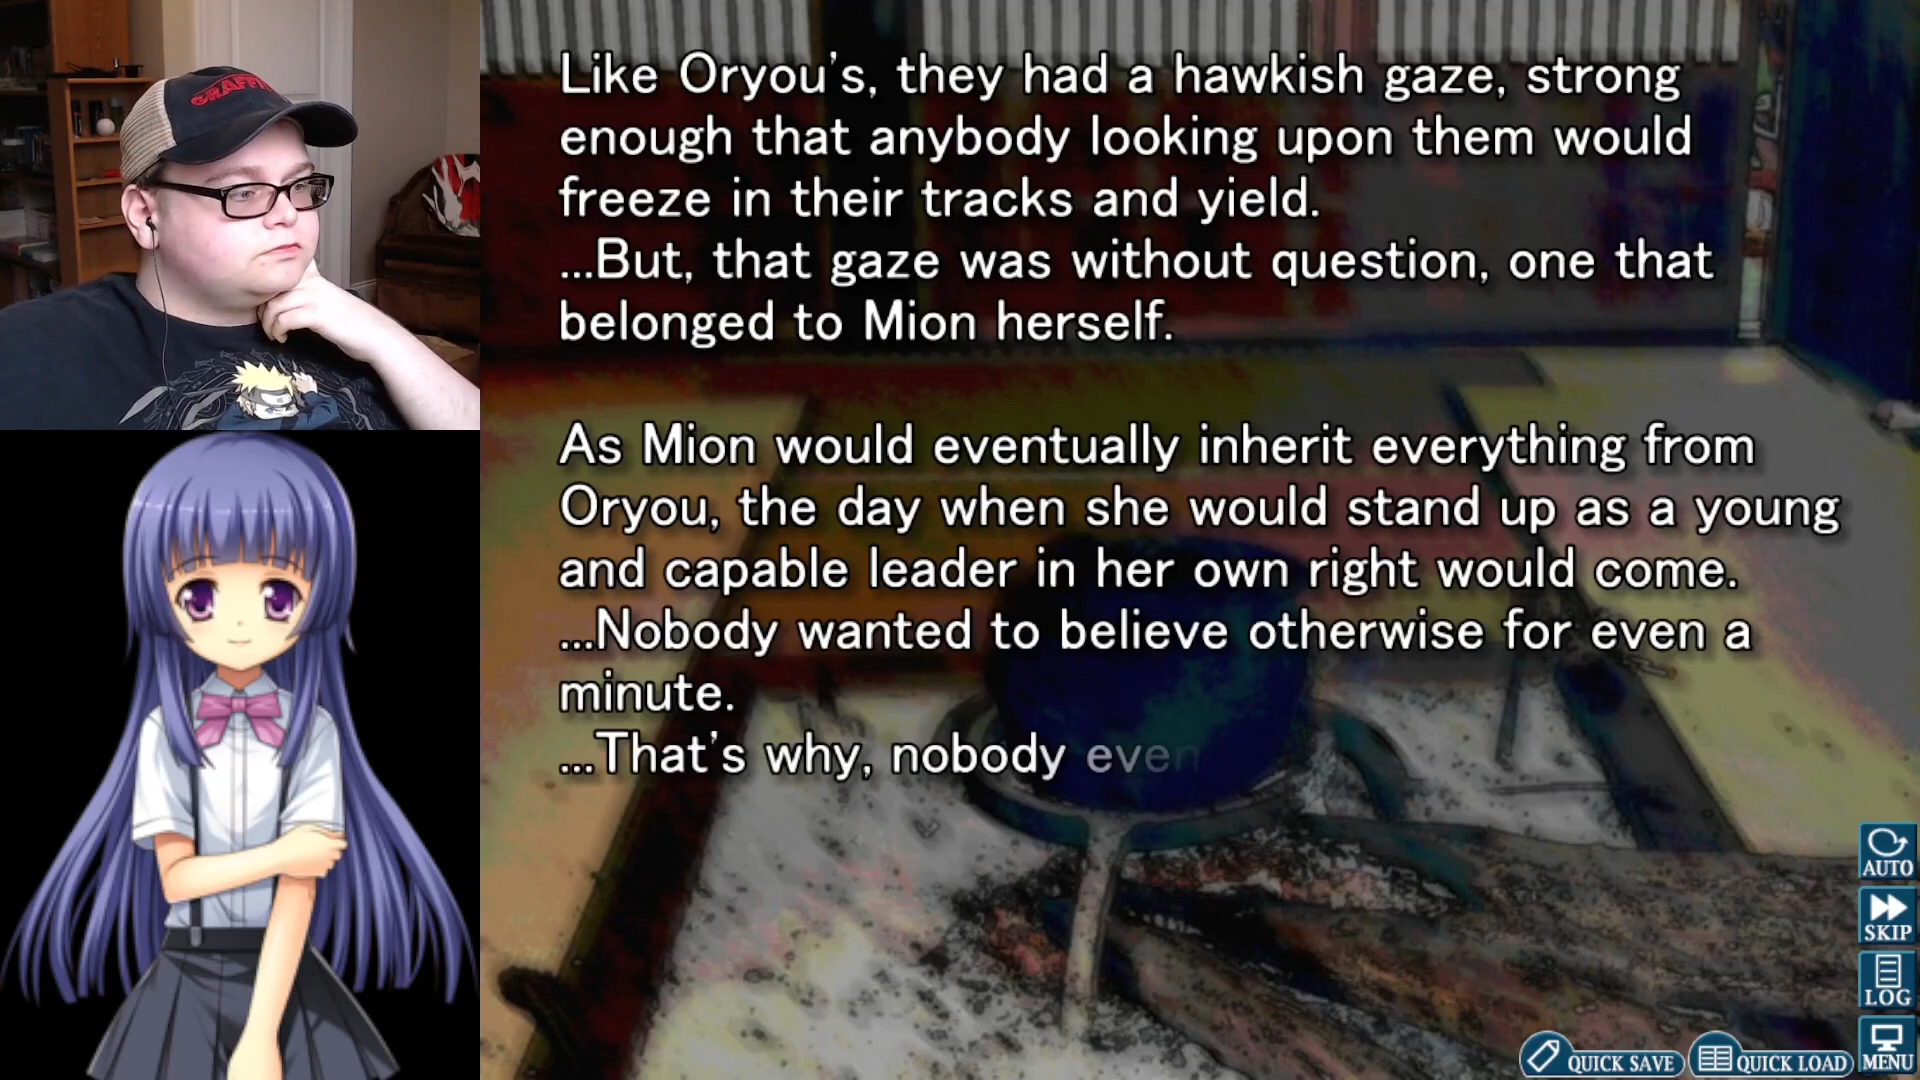 Like Oryou's, they had a hawkish gaze, strong
enough that anybody looking upon them would
freeze in their tracks and yield.
...But, that gaze was without question, one that
belonged to Mion herself.
As Mion would eventually inherit everything from
Oryou, the day when she would stand up as a young
and capable leader in her own right would come.
...Nobody wanted to believe otherwise for even a
minute.
...That's why, nobody even
AUTO
SKIP
LOG
MENU
QUICK SAVE
QUICK LOAD